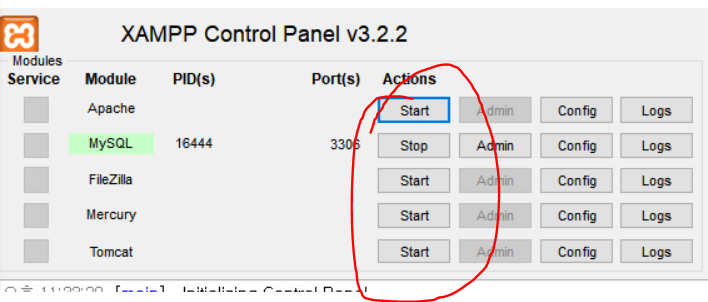 XAMPP Control Panel v3.2.2
Modules
Service Module PID(s) Port(s) Actions
Apache Start Admin Config Logs
MySQL 16444 3306 Stop Admin Config Logs
FileZilla Start Admin Config Logs
Mercury Start Admin Config Logs
Tomcat Start Admin Config Logs
[main] Initializing Control Panel